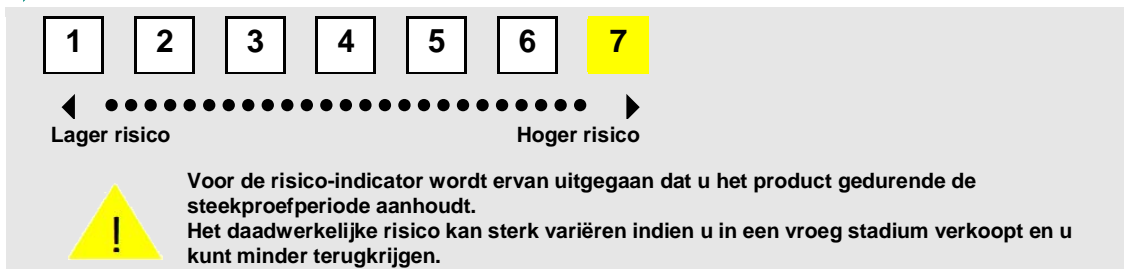 1 2 3 4 5 6 7
Lager risico Hoger risico
Voor de risico-indicator wordt ervan uitgegaan dat u het product gedurende de
steekproefperiode aanhoudt.
Het daadwerkelijke risico kan sterk variëren indien u in een vroeg stadium verkoopt en u
! kunt minder terugkrijgen.